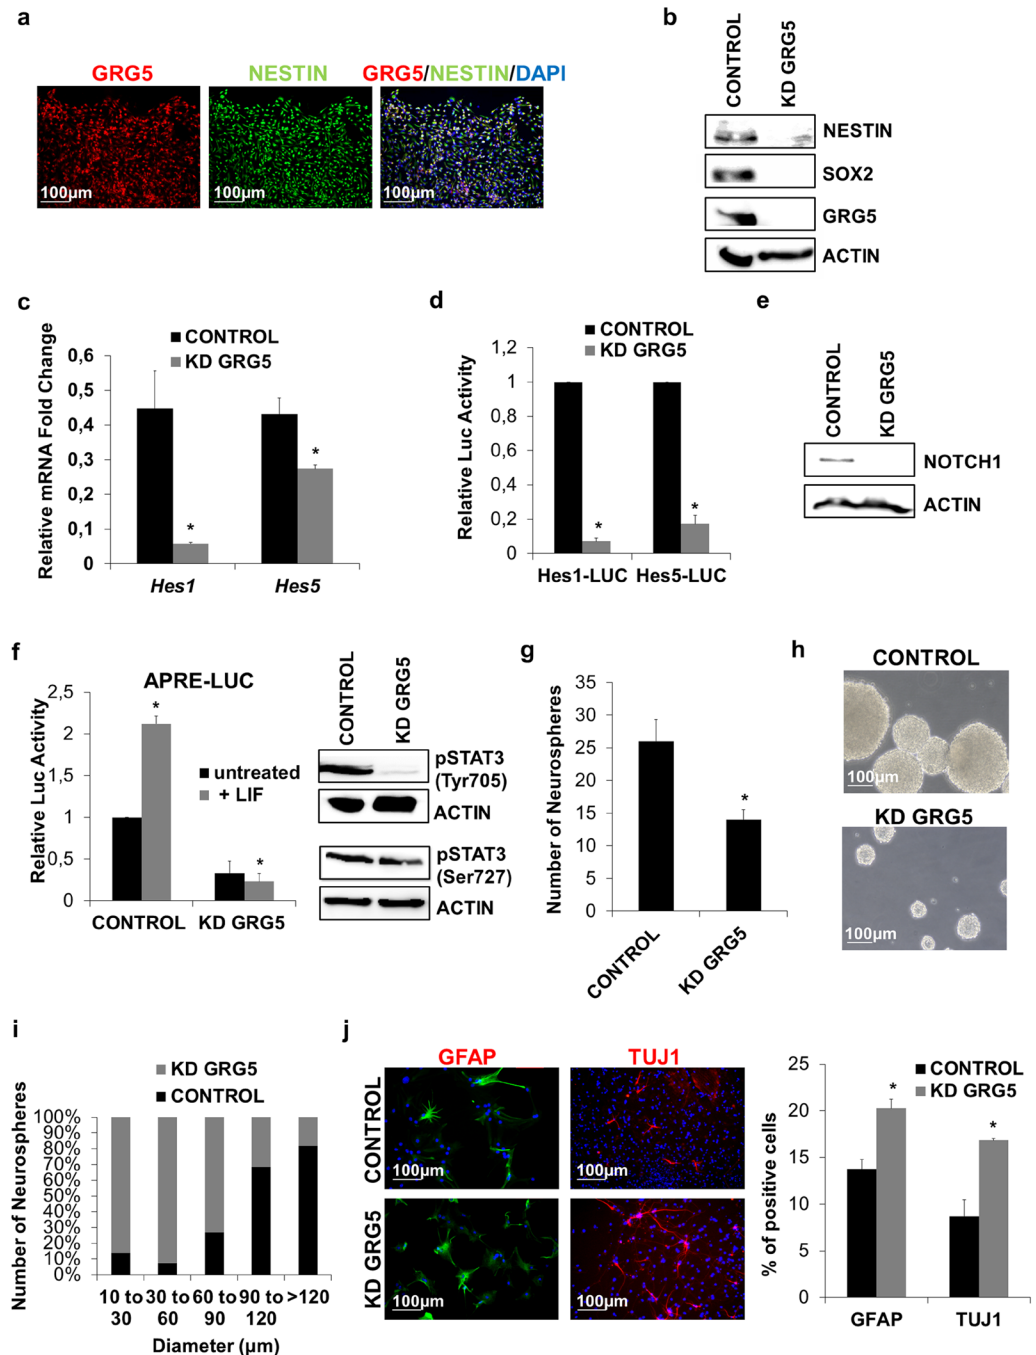 a
GRG5
NESTIN
GRG5/NESTIN/DAPI
100µm
100µm
100µm
b
CONTROL
KD GRG5
NESTIN
SOX2
GRG5
ACTIN
c
CONTROL
KD GRG5
Relative mRNA Fold Change
0,6
0,5
0,4
0,3
0,2
0,1
0
*
*
Hes1
Hes5
d
CONTROL
KD GRG5
Relative Luc Activity
1,2
1
0,8
0,6
0,4
0,2
0
*
*
Hes1-LUC
Hes5-LUC
e
CONTROL
KD GRG5
NOTCH1
ACTIN
f
APRE-LUC
Relative Luc Activity
2,5
2
1,5
1
0,5
0
*
*
untreated
+ LIF
CONTROL
KD GRG5
CONTROL
KD GRG5
pSTAT3
(Tyr705)
ACTIN
pSTAT3
(Ser727)
ACTIN
g
Number of Neurospheres
35
30
25
20
15
10
5
0
*
CONTROL
KD GRG5
h
CONTROL
100µm
KD GRG5
100µm
i
KD GRG5
CONTROL
Number of Neurospheres
100%
90%
80%
70%
60%
50%
40%
30%
20%
10%
0%
10 to 30
30 to 60
60 to 90
90 to 120
>120
Diameter (µm)
j
GFAP
TUJ1
CONTROL
100µm
100µm
KD GRG5
100µm
100µm
% of positive cells
25
20
15
10
5
0
CONTROL
KD GRG5
*
*
GFAP
TUJ1